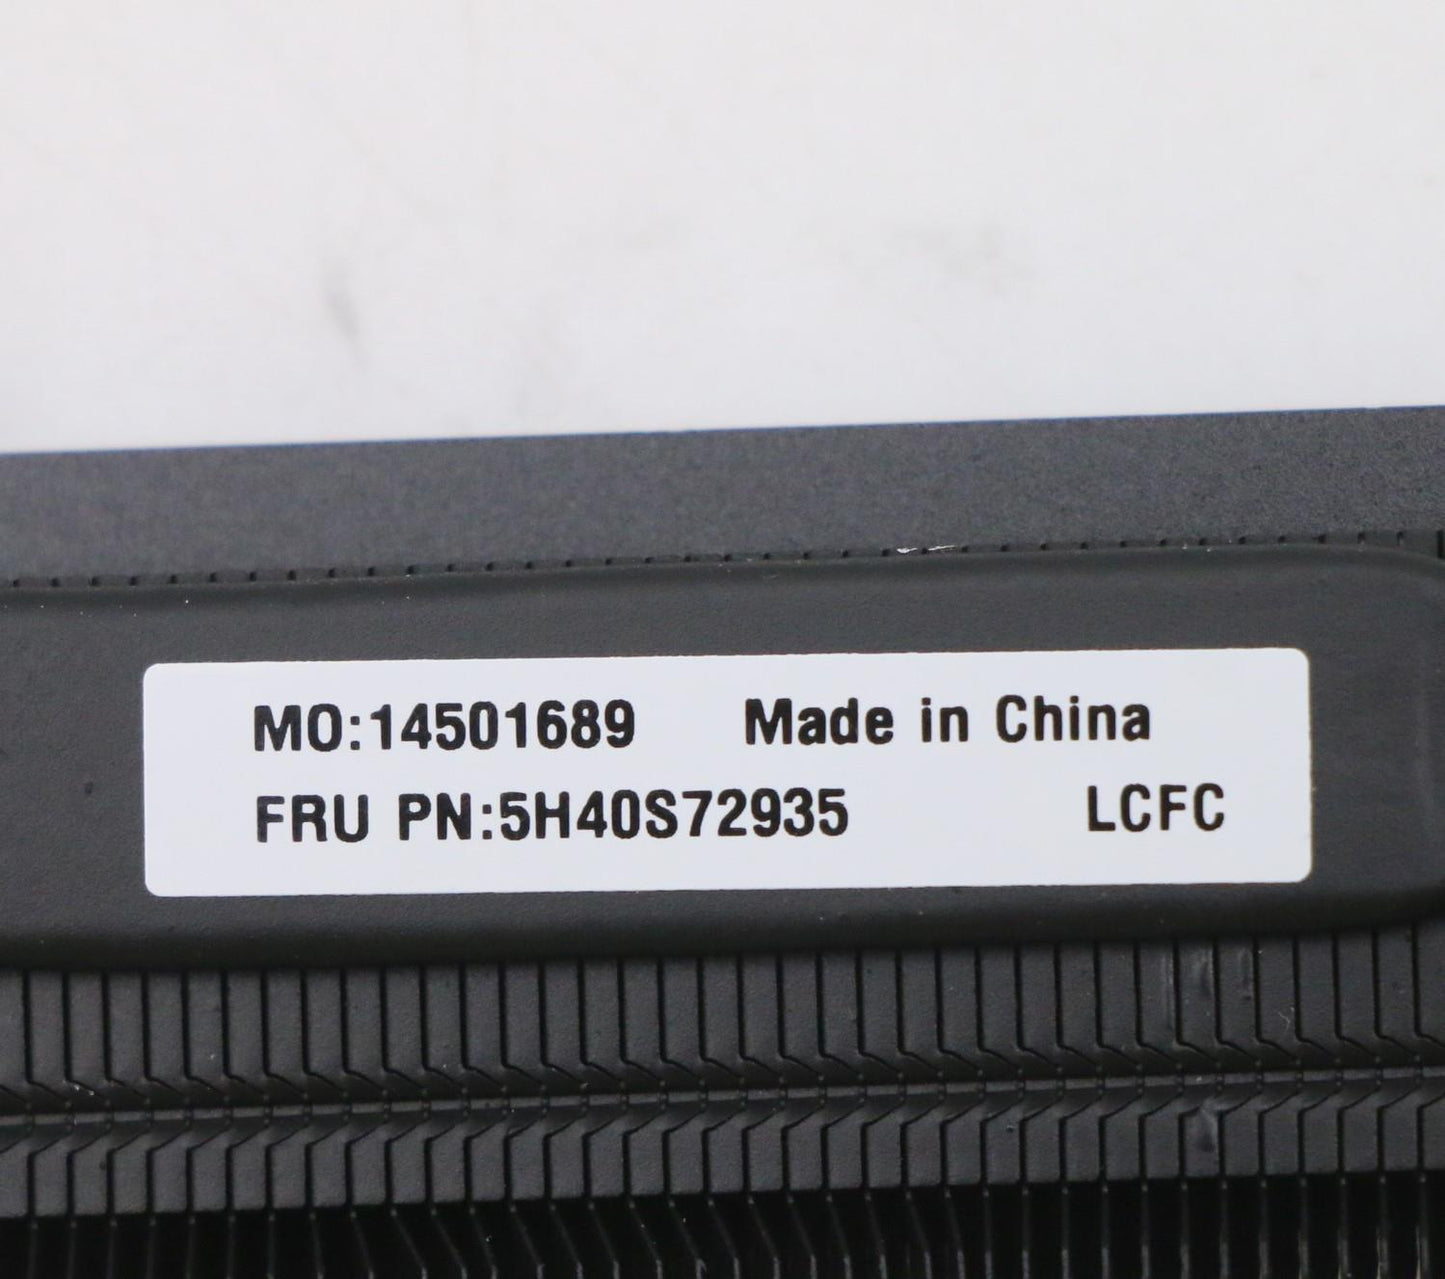 MO:14501689 Made in China
FRU PN:5H40S72935 LCFC